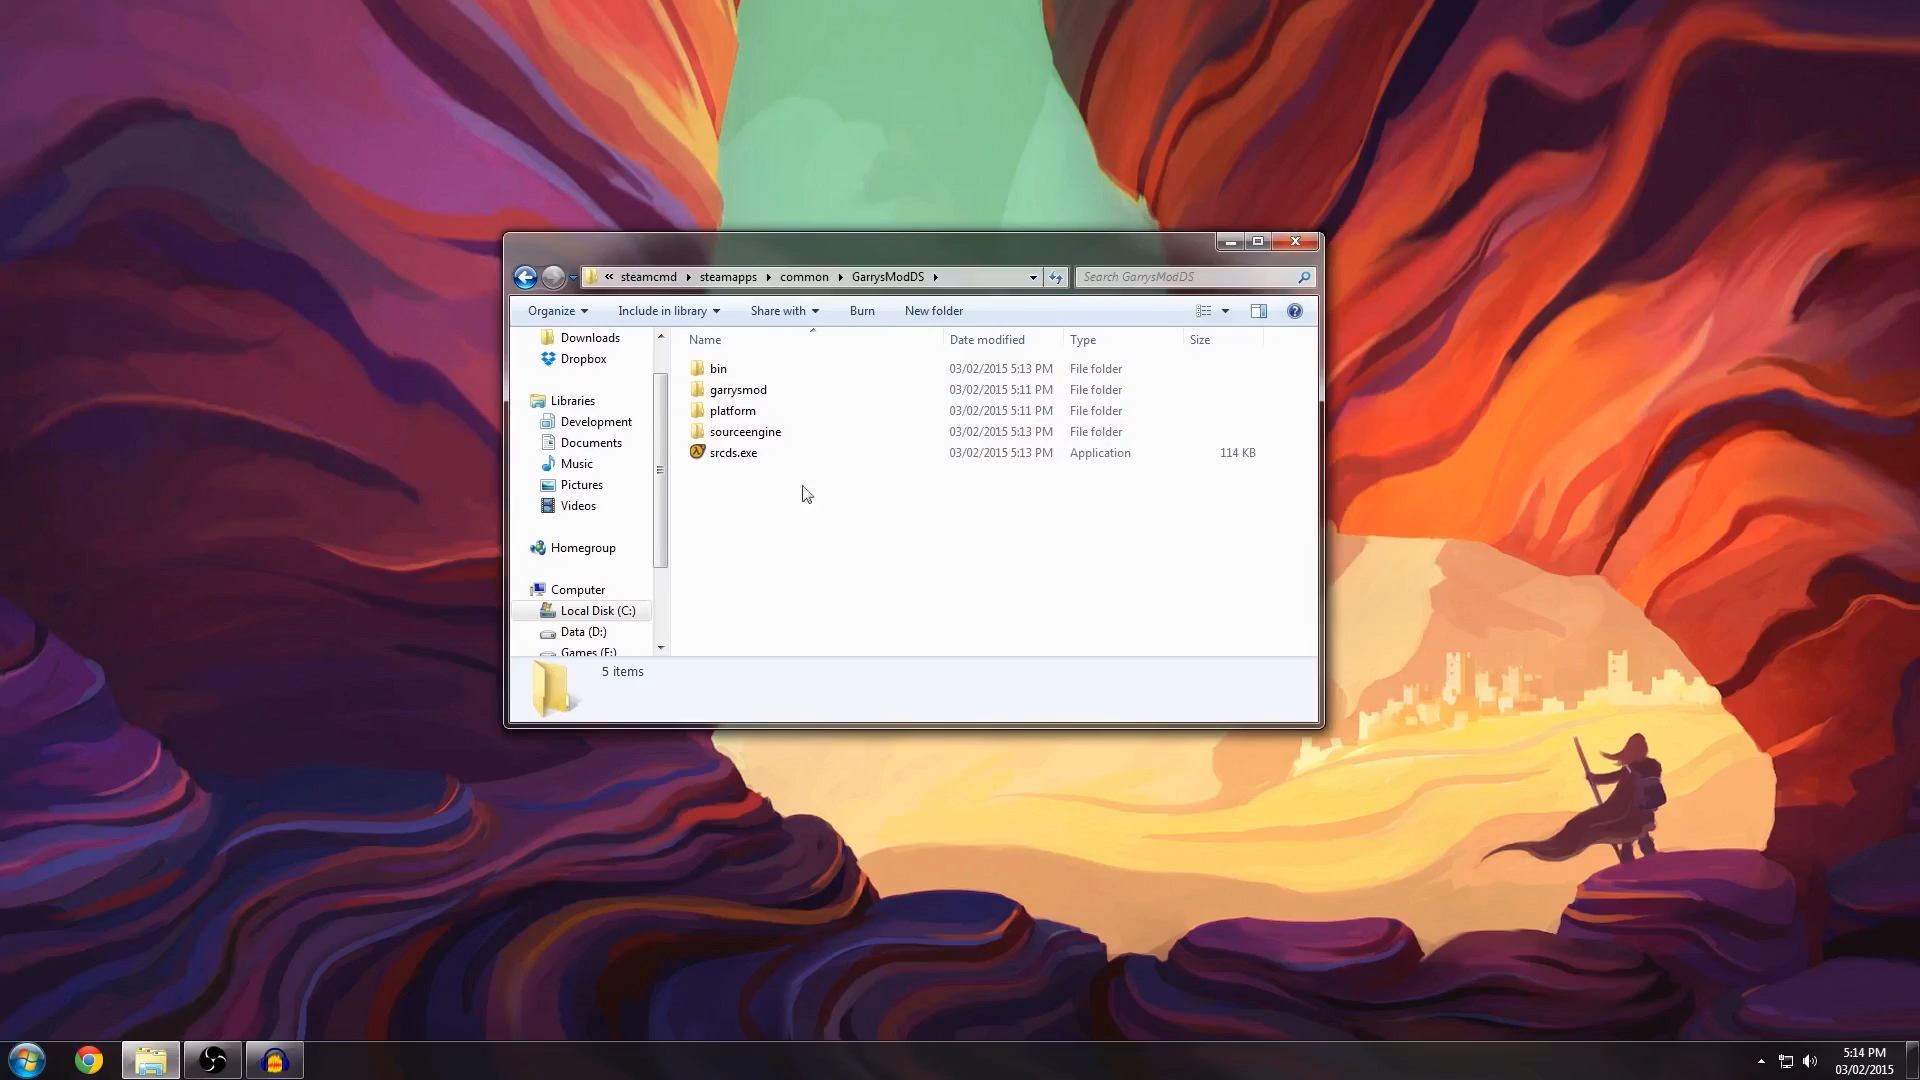 « steamcmd steamapps common GarrysModDS Search GarrysModDS
Organize Include in library Share with Burn New folder
Name Date modified Type Size
Downloads
Dropbox
Libraries
Development
Documents
Music
Pictures
Videos
Homegroup
Computer
Local Disk (C:)
Data (D:)
Games (E:)
bin 03/02/2015 5:13 PM File folder
garrysmod 03/02/2015 5:11 PM File folder
platform 03/02/2015 5:11 PM File folder
sourceengine 03/02/2015 5:13 PM File folder
srcds.exe 03/02/2015 5:13 PM Application 114 KB
5 items
5:14 PM
03/02/2015